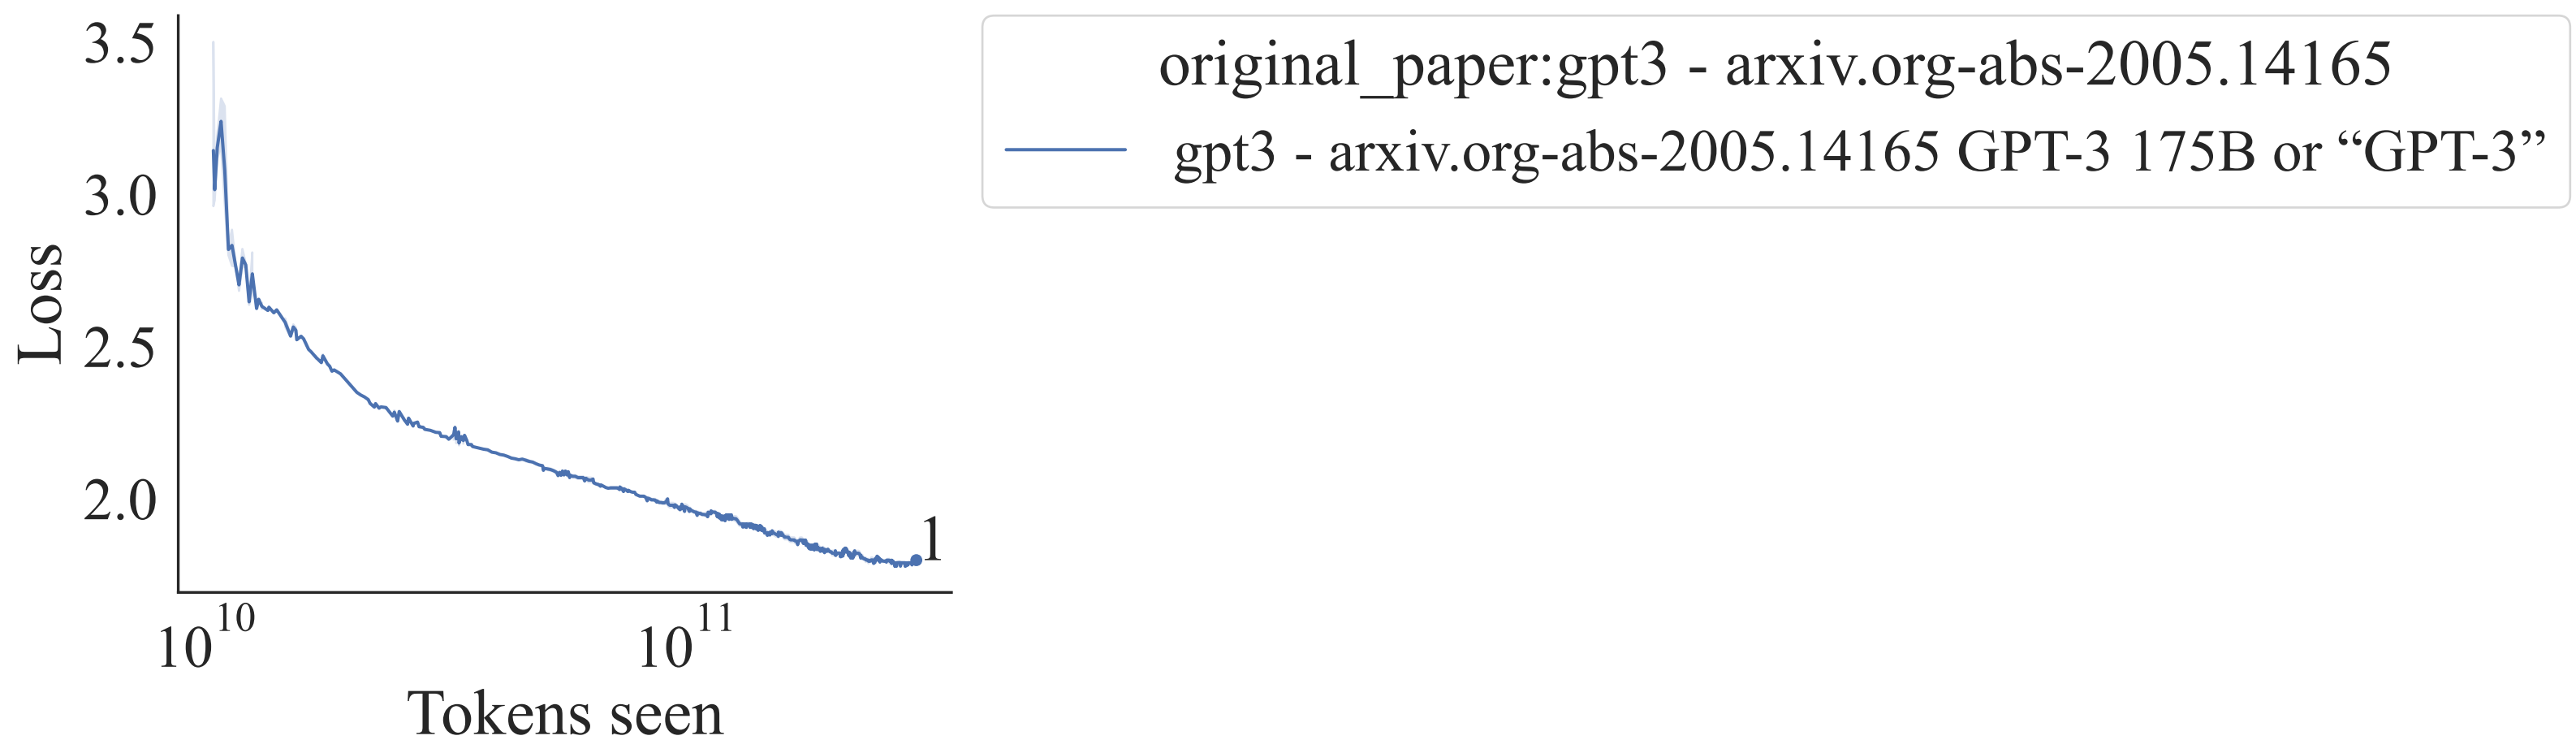 original_paper:gpt3 - arxiv.org-abs-2005.14165
gpt3 - arxiv.org-abs-2005.14165 GPT-3 175B or “GPT-3”
Loss
3.5
3.0
2.5
2.0
1
10^10
10^11
Tokens seen